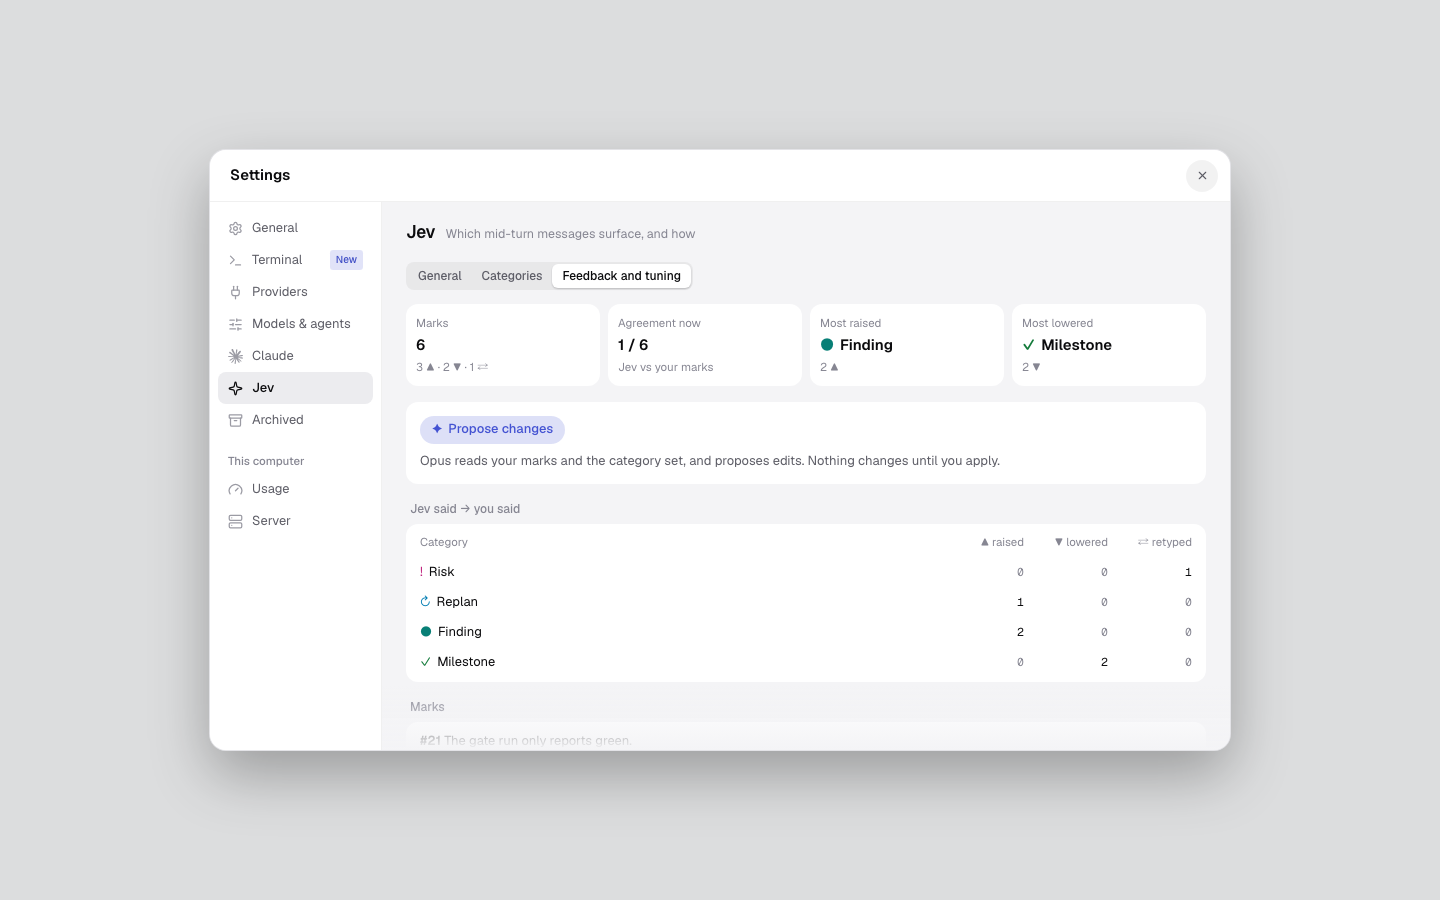 Settings
General
Terminal New
Providers
Models & agents
Claude
Jev
Archived
This computer
Usage
Server
Jev Which mid-turn messages surface, and how
General Categories Feedback and tuning
Marks
6
3 ▲ · 2 ▼ · 1 ⇄
Agreement now
1 / 6
Jev vs your marks
Most raised
Finding
2 ▲
Most lowered
✓ Milestone
2 ▼
✦ Propose changes
Opus reads your marks and the category set, and proposes edits. Nothing changes until you apply.
Jev said → you said
Category ▲ raised ▼ lowered ⇄ retyped
! Risk 0 0 1
↻ Replan 1 0 0
● Finding 2 0 0
✓ Milestone 0 2 0
Marks
#21 The gate run only reports green.